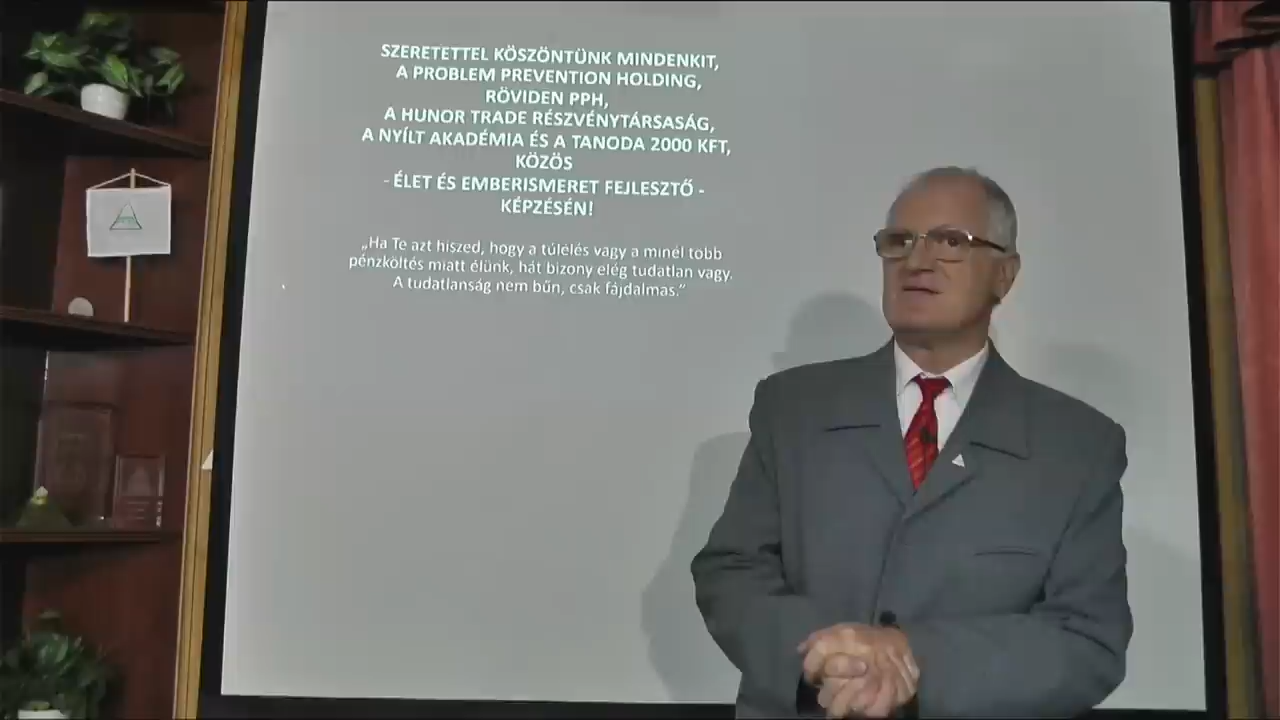 SZERETETTEL KÖSZÖNTÜNK MINDENKIT,
A PROBLEM PREVENTION HOLDING,
RÖVIDEN PPH,
A HUNOR TRADE RÉSZVÉNYTÁRSASÁG,
A NYÍLT AKADÉMIA ÉS A TANODA 2000 KFT,
KÖZÖS
- ÉLET ÉS EMBERISMERET FEJLESZTŐ -
KÉPZÉSÉN!
„Ha Te azt hiszed, hogy a túlélés vagy a minél több
pénzköltés miatt élünk, hát bizony elég tudatlan vagy.
A tudatlanság nem bűn, csak fájdalmas.”